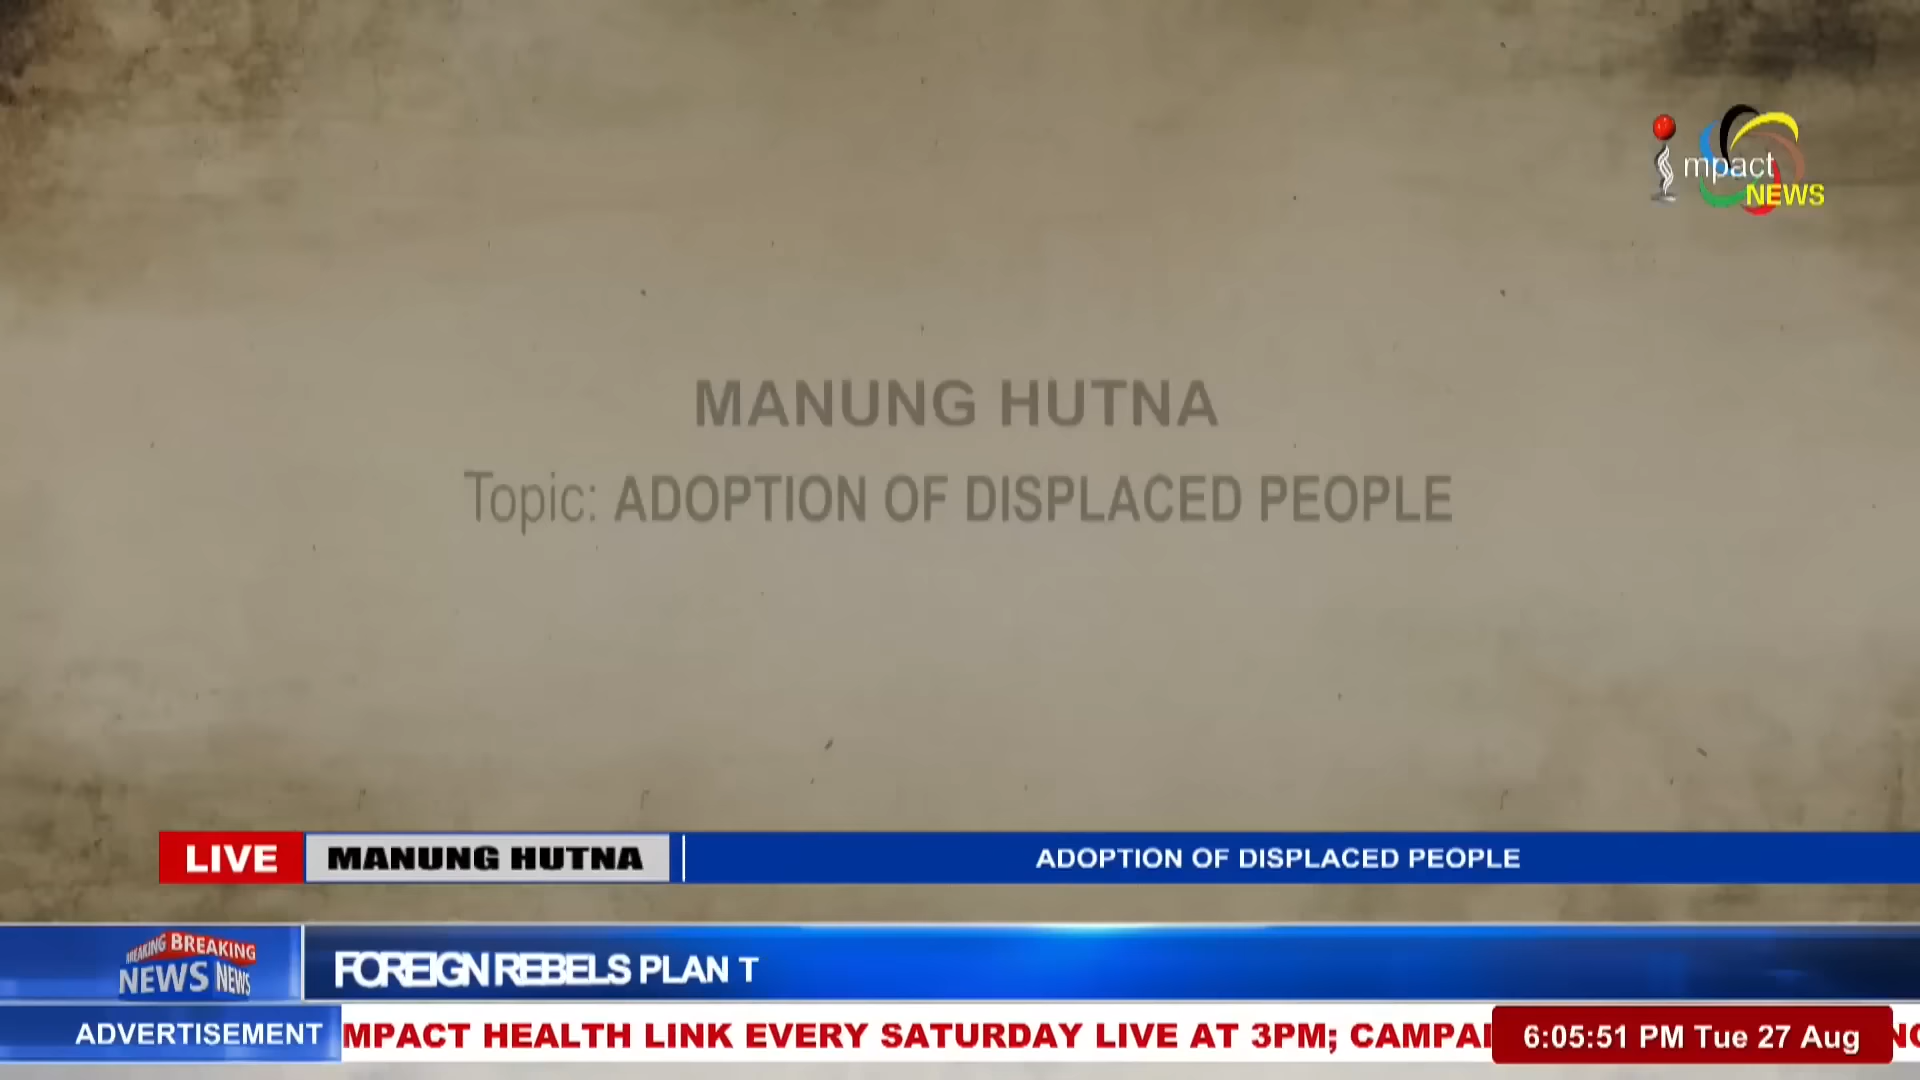 mpact
NEWS
MANUNG HUTNA
Topic: ADOPTION OF DISPLACED PEOPLE
LIVE MANUNG HUTNA ADOPTION OF DISPLACED PEOPLE
BREAKING
NEWS NEWS
FOREIGN REBELS PLAN T
ADVERTISEMENT MPACT HEALTH LINK EVERY SATURDAY LIVE AT 3PM; CAMPAI 6:05:51 PM Tue 27 Aug